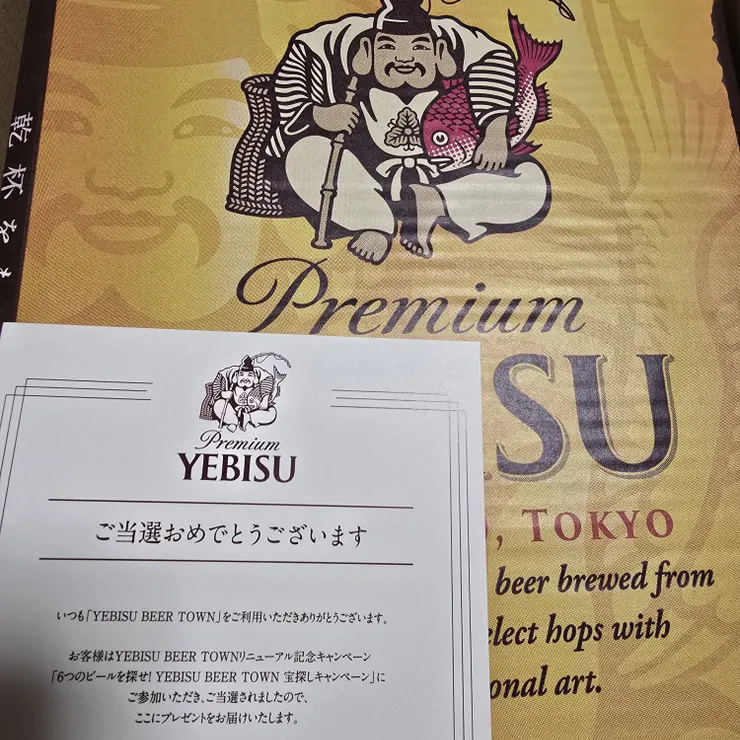 乾杯をも
Premium
SU
, TOKYO
beer brewed from
elect hops with
onal art.
Premium
YEBISU
ご当選おめでとうございます
いつも「YEBISU BEER TOWN」をご利用いただきありがとうございます。
お客様はYEBISU BEER TOWNリニューアル記念キャンペーン
「6つのビールを探せ! YEBISU BEER TOWN 宝探しキャンペーン」に
ご参加いただき、ご当選されましたので、
ここにプレゼントをお届けいたします。